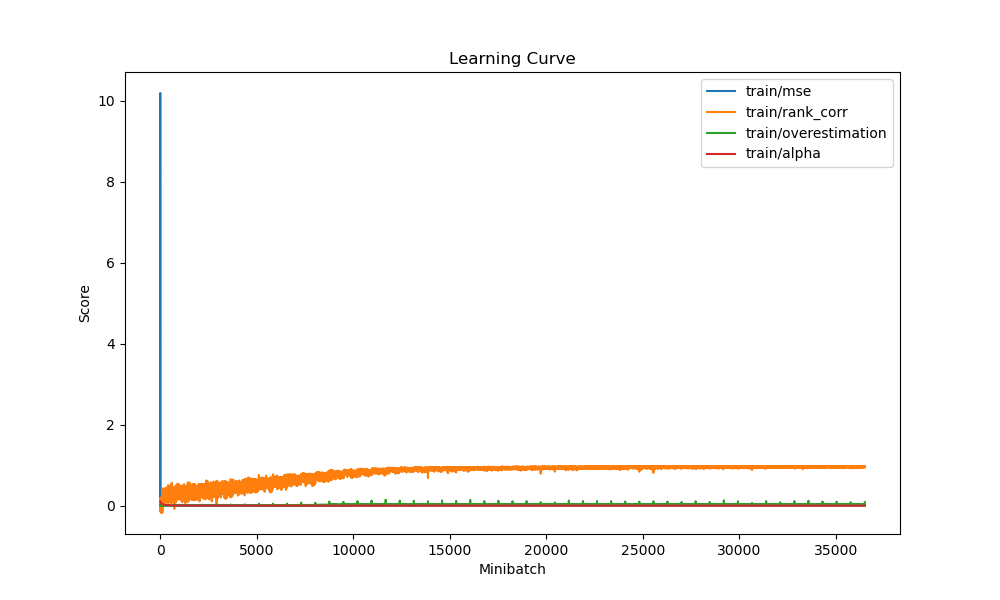 Learning Curve
train/mse
train/rank_corr
train/overestimation
train/alpha
10
8
6
4
2
0
Score
0 5000 10000 15000 20000 25000 30000 35000
Minibatch